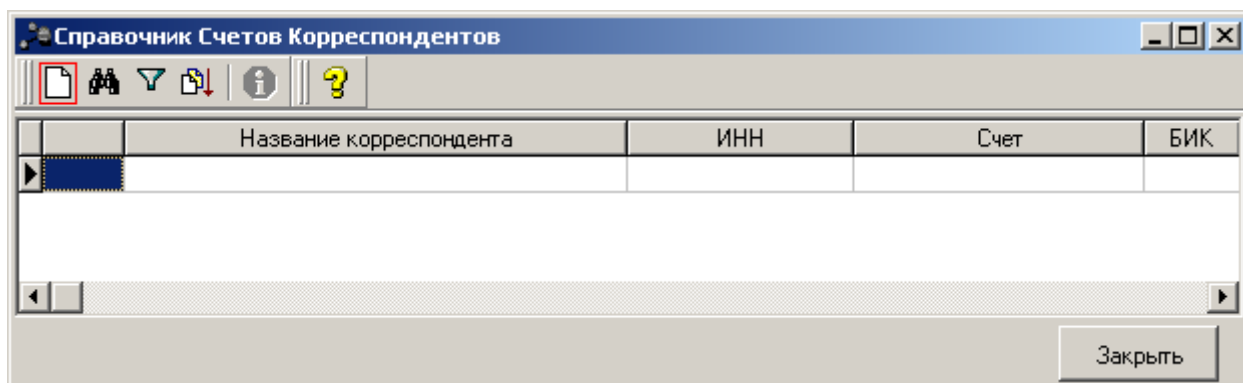 Справочник Счетов Корреспондентов
Название корреспондента ИНН Счет БИК
Закрыть